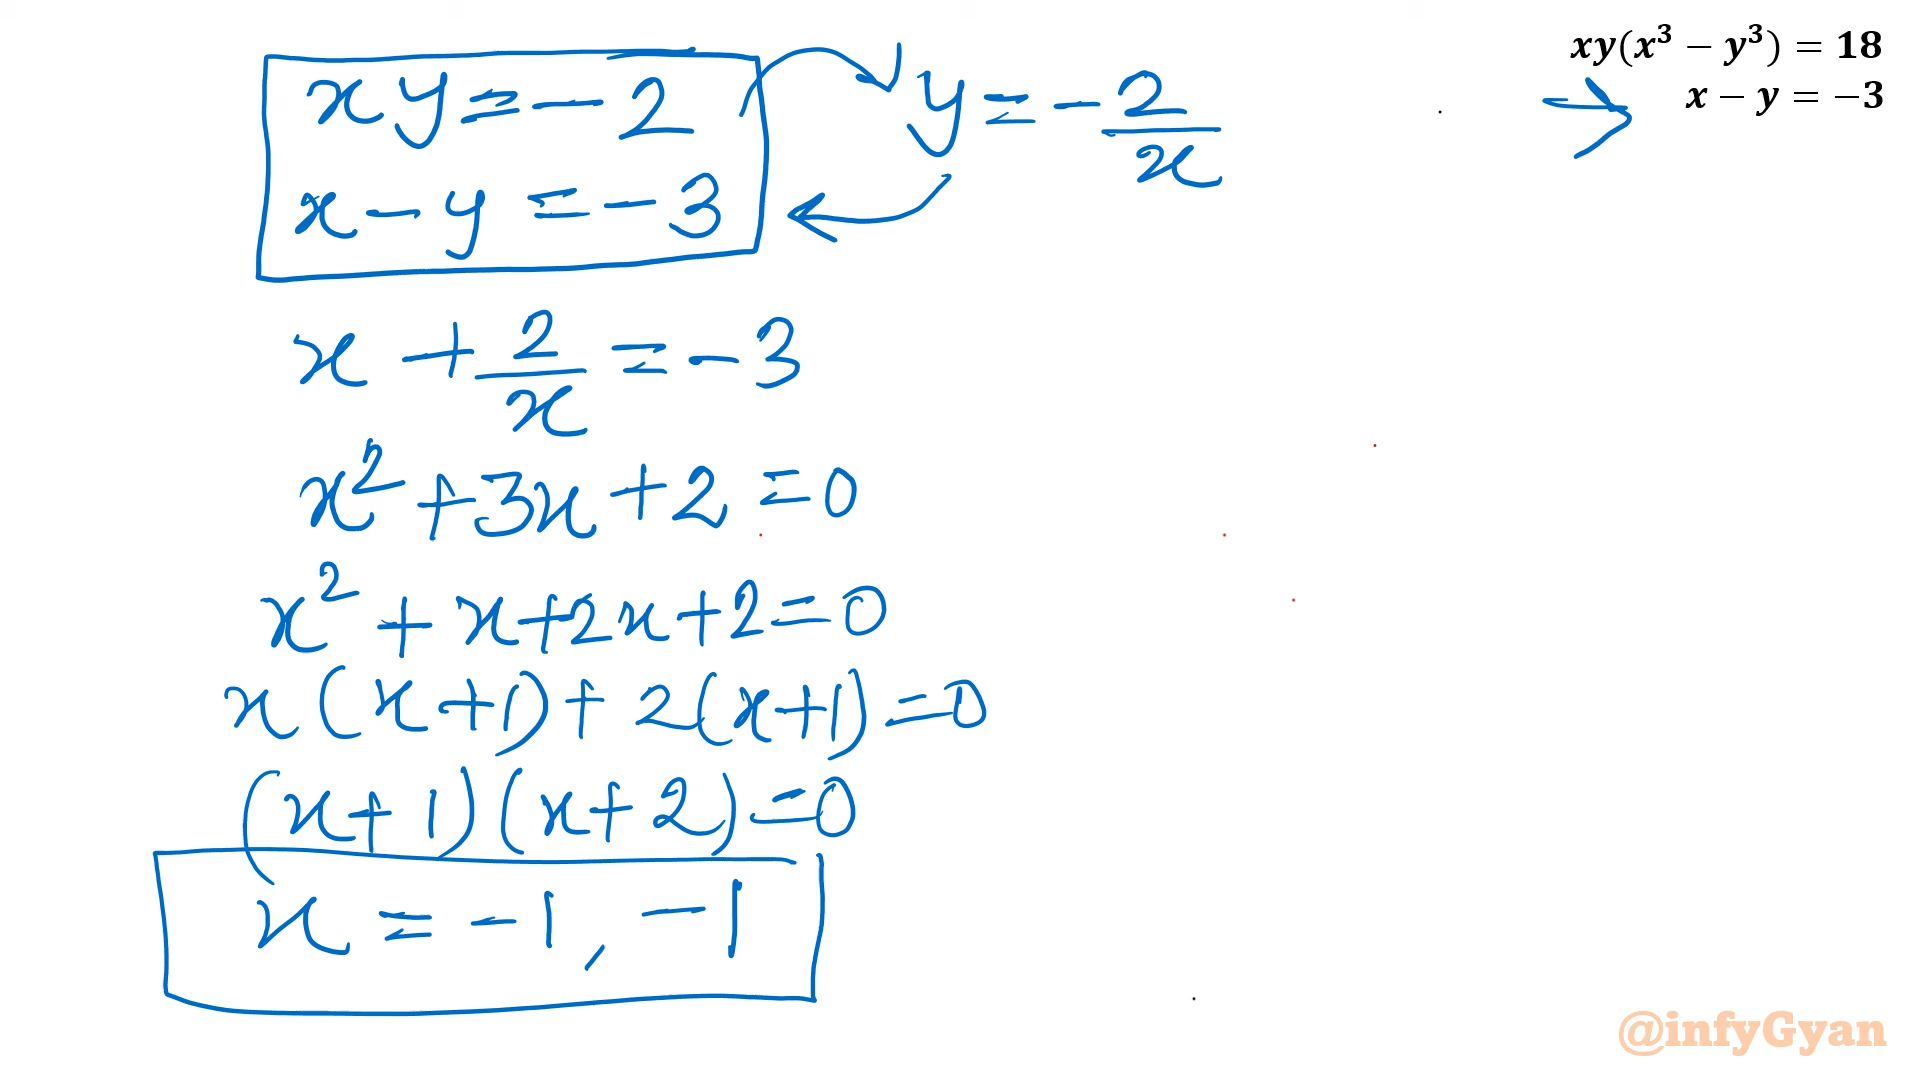 xy = -2
y = -2/x
x - y = -3
x + 2/x = -3
x² + 3x + 2 = 0
x² + x + 2x + 2 = 0
x(x+1) + 2(x+1) = 0
(x+1)(x+2) = 0
x = -1, -1
xy(x³ − y³) = 18
x − y = −3
@infyGyan